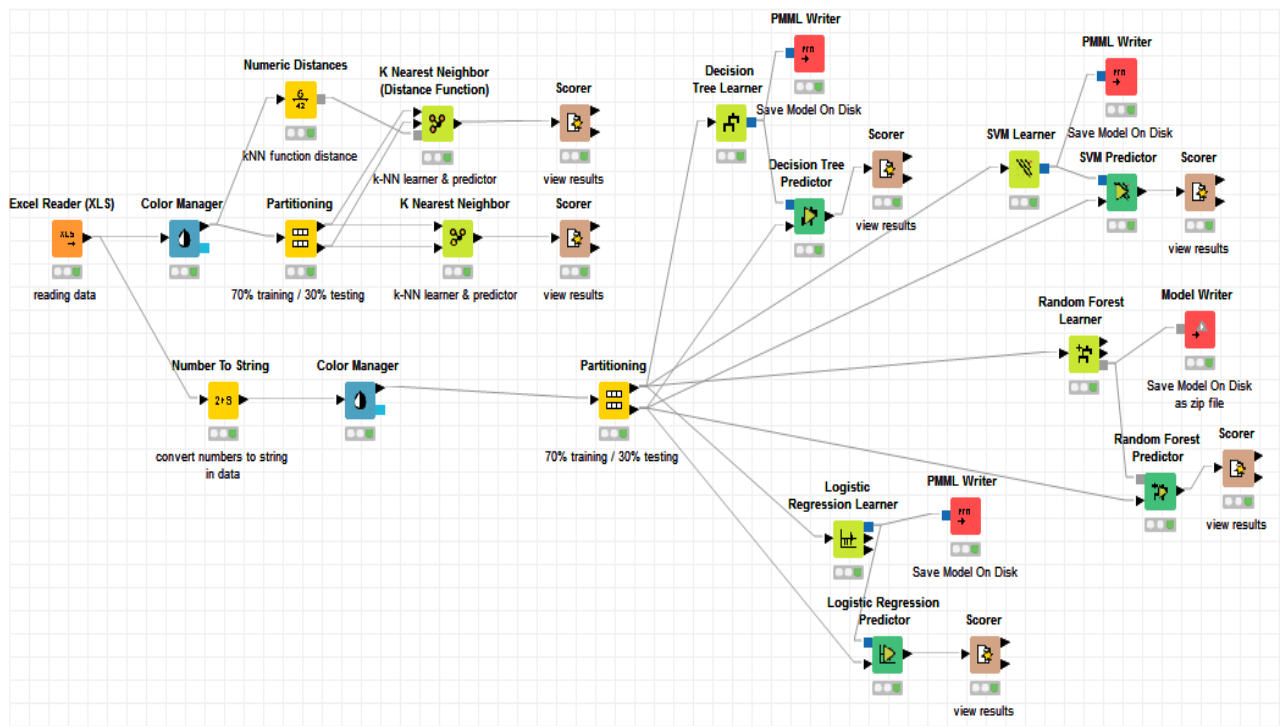 PMML Writer
Save Model On Disk
Numeric Distances
kNN function distance
K Nearest Neighbor
(Distance Function)
k-NN learner & predictor
Scorer
view results
Decision
Tree Learner
Decision Tree
Predictor
Scorer
view results
PMML Writer
Save Model On Disk
SVM Learner
SVM Predictor
Scorer
view results
Excel Reader (XLS)
XLS
reading data
Color Manager
Partitioning
70% training / 30% testing
K Nearest Neighbor
k-NN learner & predictor
Scorer
view results
Number To String
2→S
convert numbers to string
in data
Color Manager
Partitioning
70% training / 30% testing
Random Forest
Learner
Model Writer
Save Model On Disk
as zip file
Random Forest
Predictor
Scorer
view results
Logistic
Regression Learner
PMML Writer
Save Model On Disk
Logistic Regression
Predictor
Scorer
view results